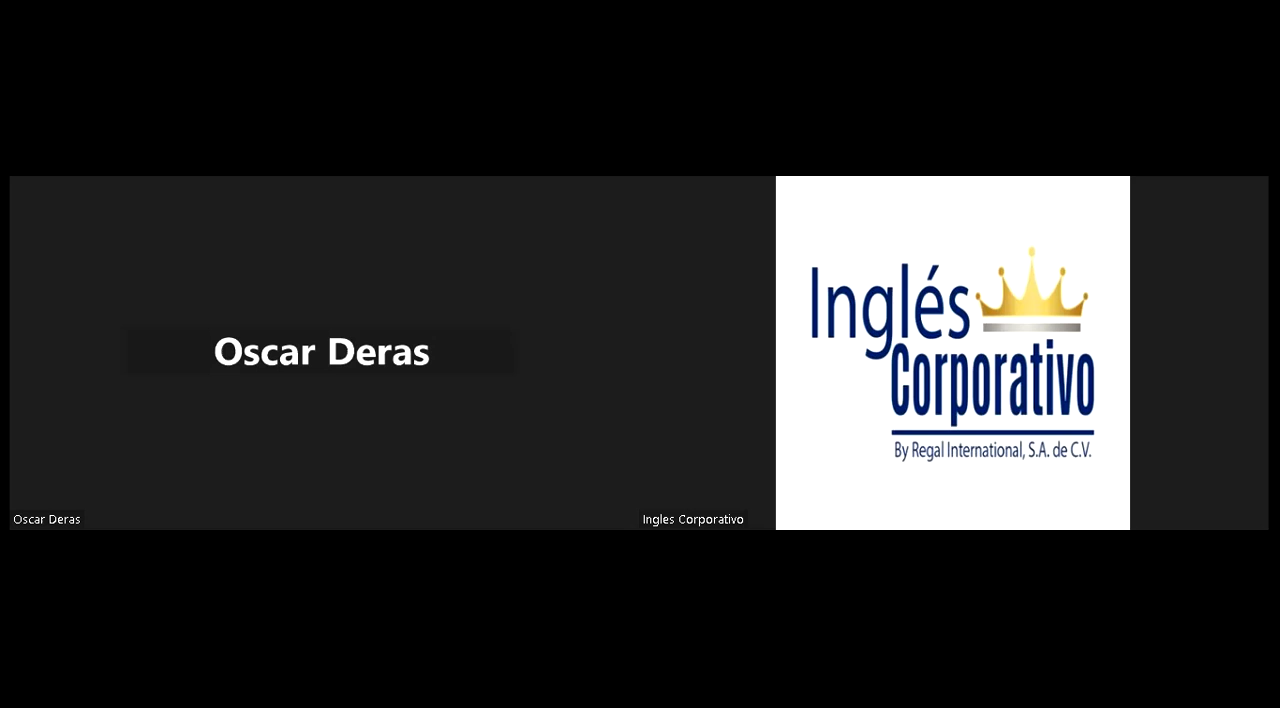 Oscar Deras
Inglés
Corporativo
By Regal International, S.A. de C.V.
Oscar Deras
Ingles Corporativo